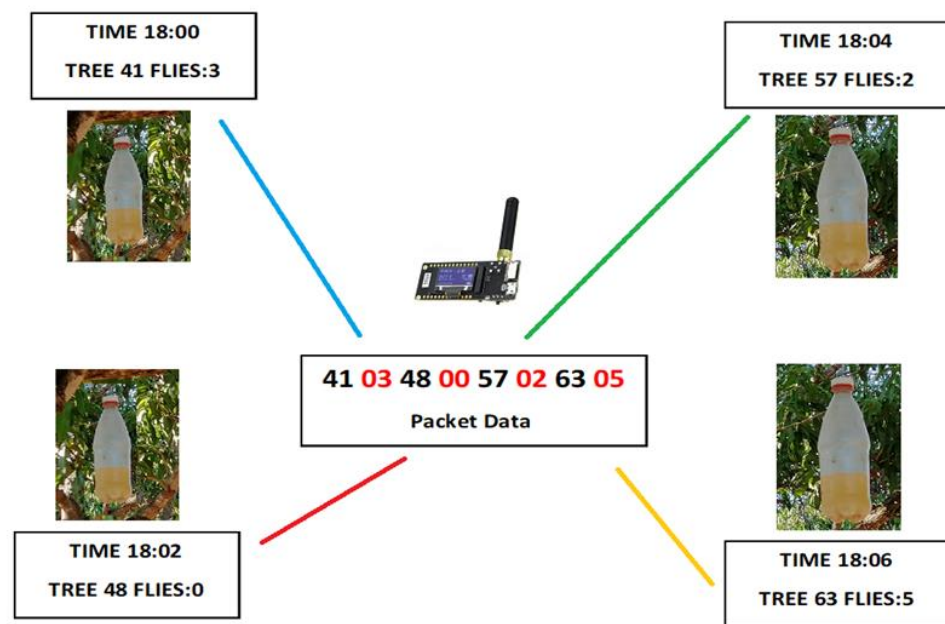 TIME 18:00
TREE 41 FLIES:3
TIME 18:04
TREE 57 FLIES:2
41 03 48 00 57 02 63 05
Packet Data
TIME 18:02
TREE 48 FLIES:0
TIME 18:06
TREE 63 FLIES:5